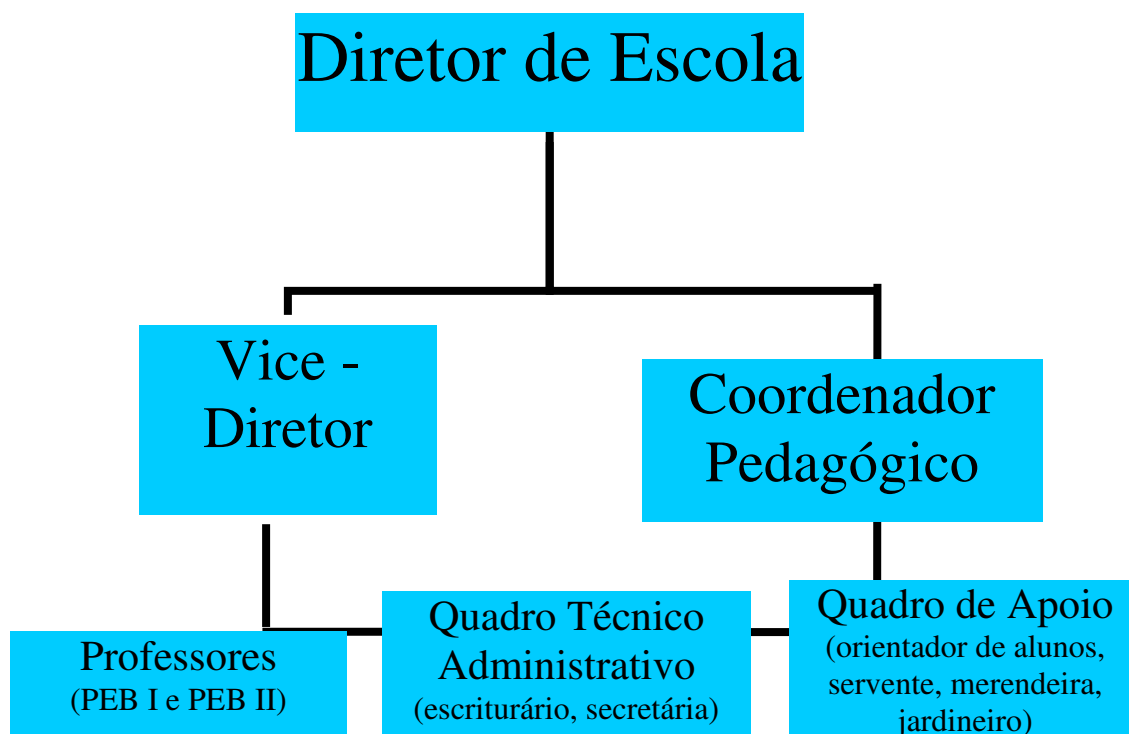 Diretor de Escola
Vice -
Diretor
Coordenador
Pedagógico
Professores
(PEB I e PEB II)
Quadro Técnico
Administrativo
(escriturário, secretária)
Quadro de Apoio
(orientador de alunos,
servente, merendeira,
jardineiro)